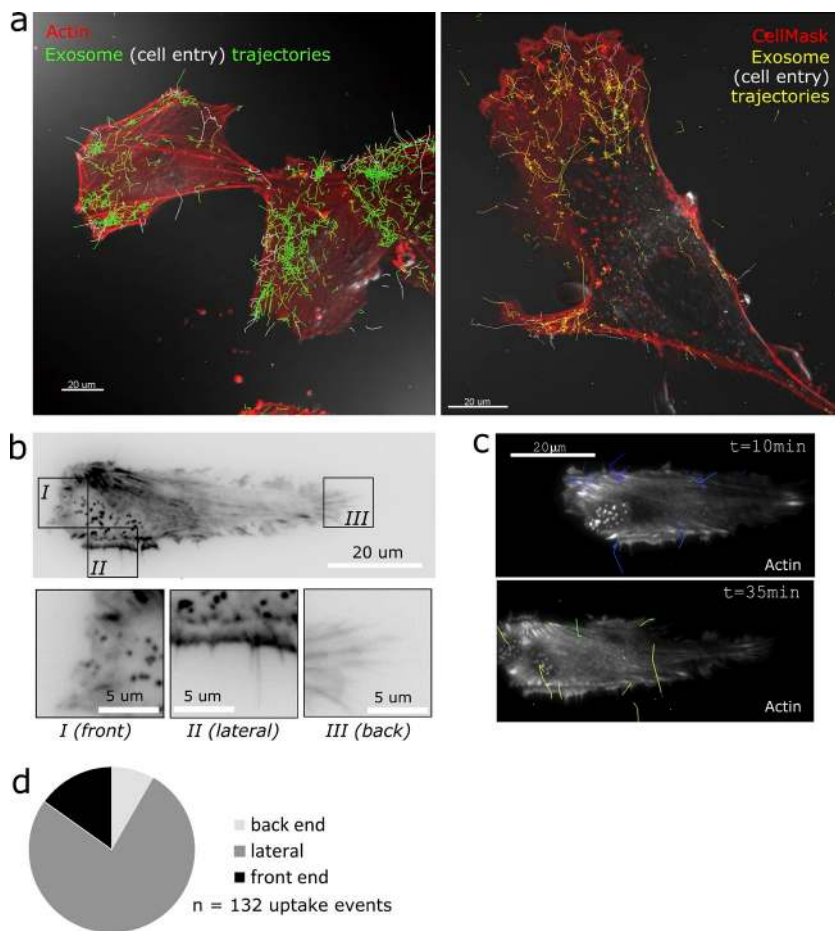 a
Actin
Exosome (cell entry) trajectories
20 um
CellMask
Exosome
(cell entry)
trajectories
20 um
b
I
II
III
20 um
5 um
5 um
5 um
I (front)
II (lateral)
III (back)
c
20µm
t=10min
Actin
t=35min
Actin
d
back end
lateral
front end
n = 132 uptake events